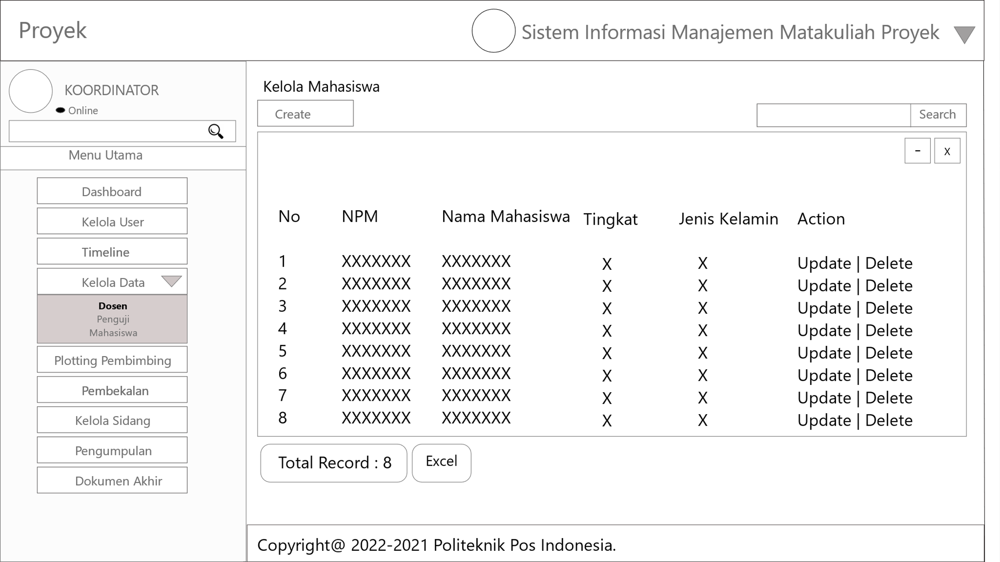 Proyek
Sistem Informasi Manajemen Matakuliah Proyek
KOORDINATOR
Online
Menu Utama
Dashboard
Kelola User
Timeline
Kelola Data
Dosen
Penguji
Mahasiswa
Plotting Pembimbing
Pembekalan
Kelola Sidang
Pengumpulan
Dokumen Akhir
Kelola Mahasiswa
Create
Search
- x
No NPM Nama Mahasiswa Tingkat Jenis Kelamin Action
1 XXXXXXX XXXXXXX X X Update | Delete
2 XXXXXXX XXXXXXX X X Update | Delete
3 XXXXXXX XXXXXXX X X Update | Delete
4 XXXXXXX XXXXXXX X X Update | Delete
5 XXXXXXX XXXXXXX X X Update | Delete
6 XXXXXXX XXXXXXX X X Update | Delete
7 XXXXXXX XXXXXXX X X Update | Delete
8 XXXXXXX XXXXXXX X X Update | Delete
Total Record : 8
Excel
Copyright@ 2022-2021 Politeknik Pos Indonesia.